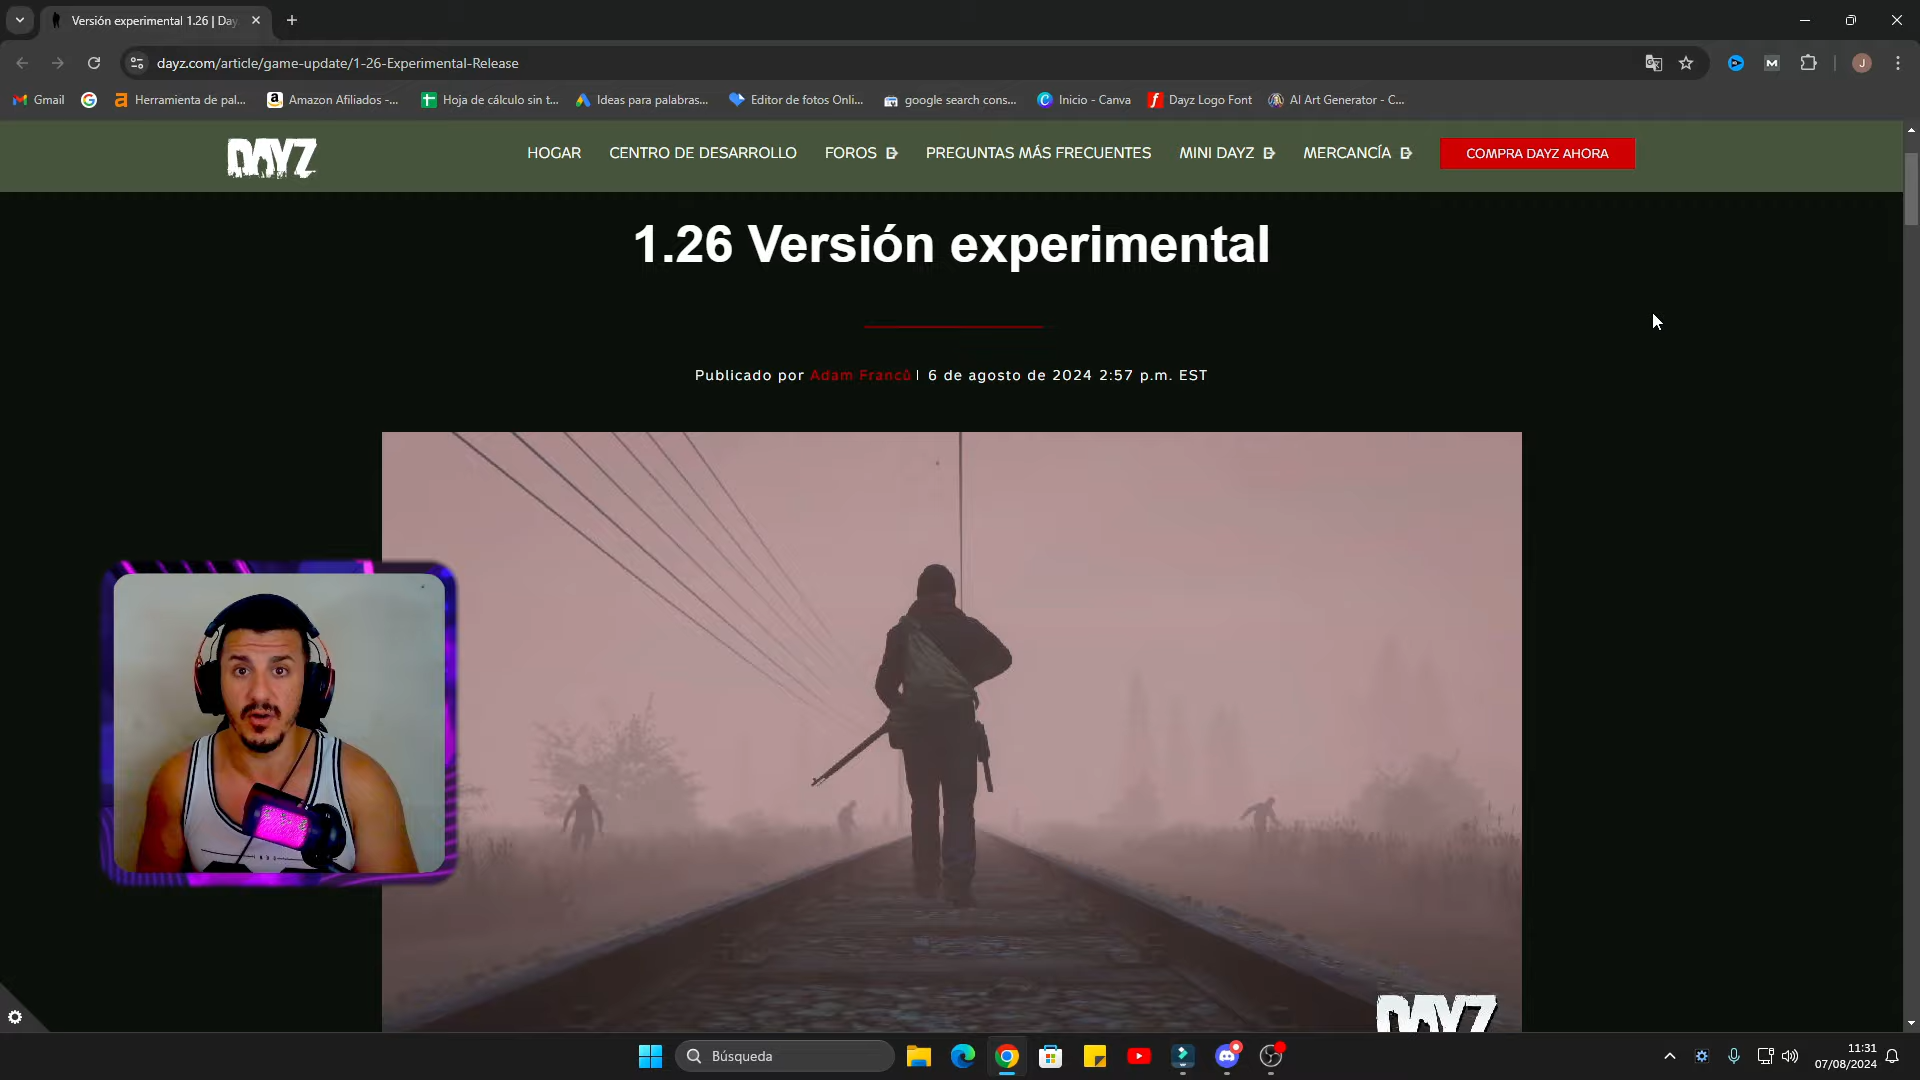 Versión experimental 1.26 | Day
dayz.com/article/game-update/1-26-Experimental-Release
Gmail
Herramienta de pal...
Amazon Afiliados -...
Hoja de cálculo sin t...
Ideas para palabras...
Editor de fotos Onli...
google search cons...
Inicio - Canva
Dayz Logo Font
AI Art Generator - C...
J
DAYZ
HOGAR
CENTRO DE DESARROLLO
FOROS
PREGUNTAS MÁS FRECUENTES
MINI DAYZ
MERCANCÍA
COMPRA DAYZ AHORA
1.26 Versión experimental
Publicado por Adam Franců | 6 de agosto de 2024 2:57 p.m. EST
DAYZ
Búsqueda
11:31
07/08/2024